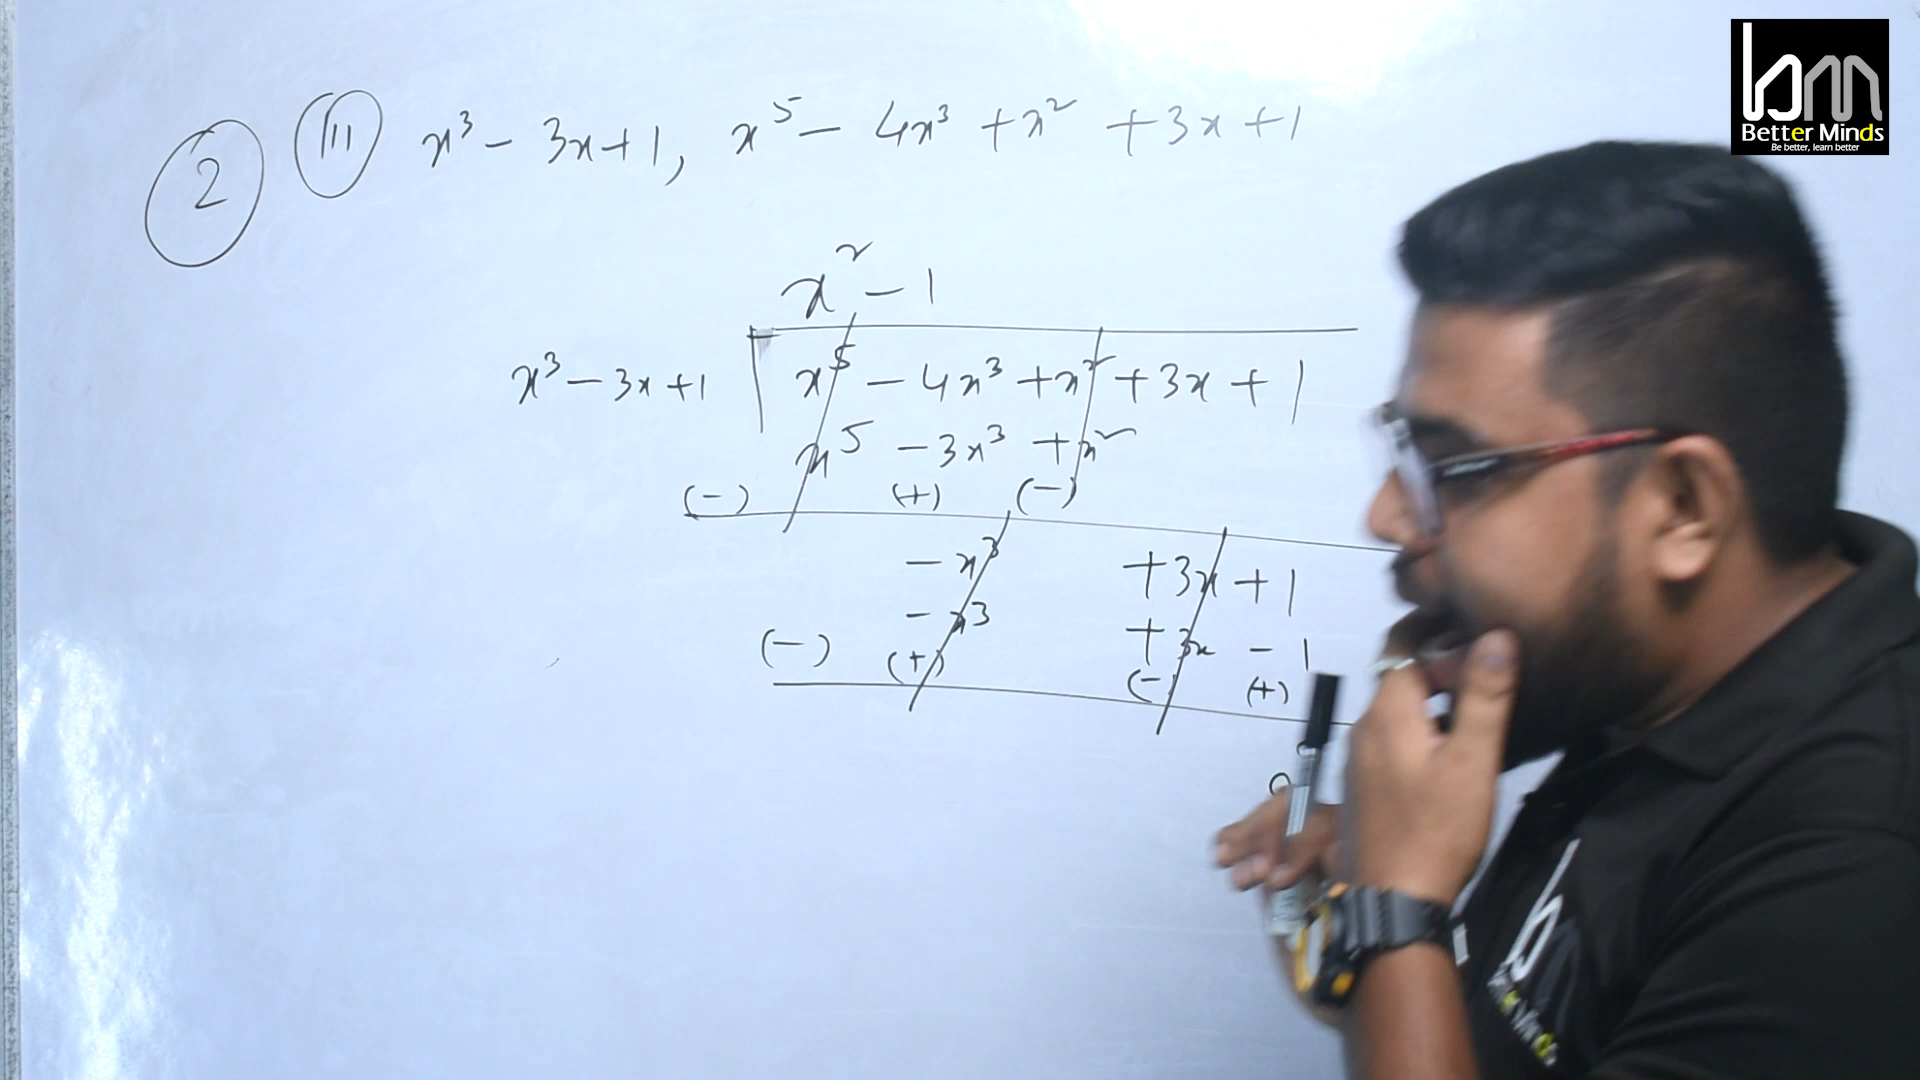 bm
Better Minds
Be better, learn better
2 III x³ - 3x + 1, x⁵ - 4x³ + x² + 3x + 1
x² - 1
x³ - 3x + 1 x⁵ - 4x³ + x² + 3x + 1
x⁵ - 3x³ + x²
(-) (+) (-)
- x³ + 3x + 1
- x³ + 3x - 1
(-) (+) (-) (+)